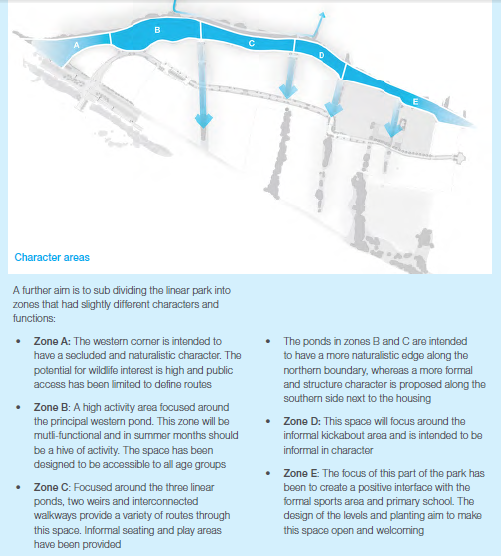 A
B
C
D
E
Character areas
A further aim is to sub dividing the linear park into
zones that had slightly different characters and
functions:
• Zone A: The western corner is intended to
have a secluded and naturalistic character. The
potential for wildlife interest is high and public
access has been limited to define routes
• Zone B: A high activity area focused around
the principal western pond. This zone will be
mutli-functional and in summer months should
be a hive of activity. The space has been
designed to be accessible to all age groups
• Zone C: Focused around the three linear
ponds, two weirs and interconnected
walkways provide a variety of routes through
this space. Informal seating and play areas
have been provided
• The ponds in zones B and C are intended
to have a more naturalistic edge along the
northern boundary, whereas a more formal
and structure character is proposed along the
southern side next to the housing
• Zone D: This space will focus around the
informal kickabout area and is intended to be
informal in character
• Zone E: The focus of this part of the park has
been to create a positive interface with the
formal sports area and primary school. The
design of the levels and planting aim to make
this space open and welcoming